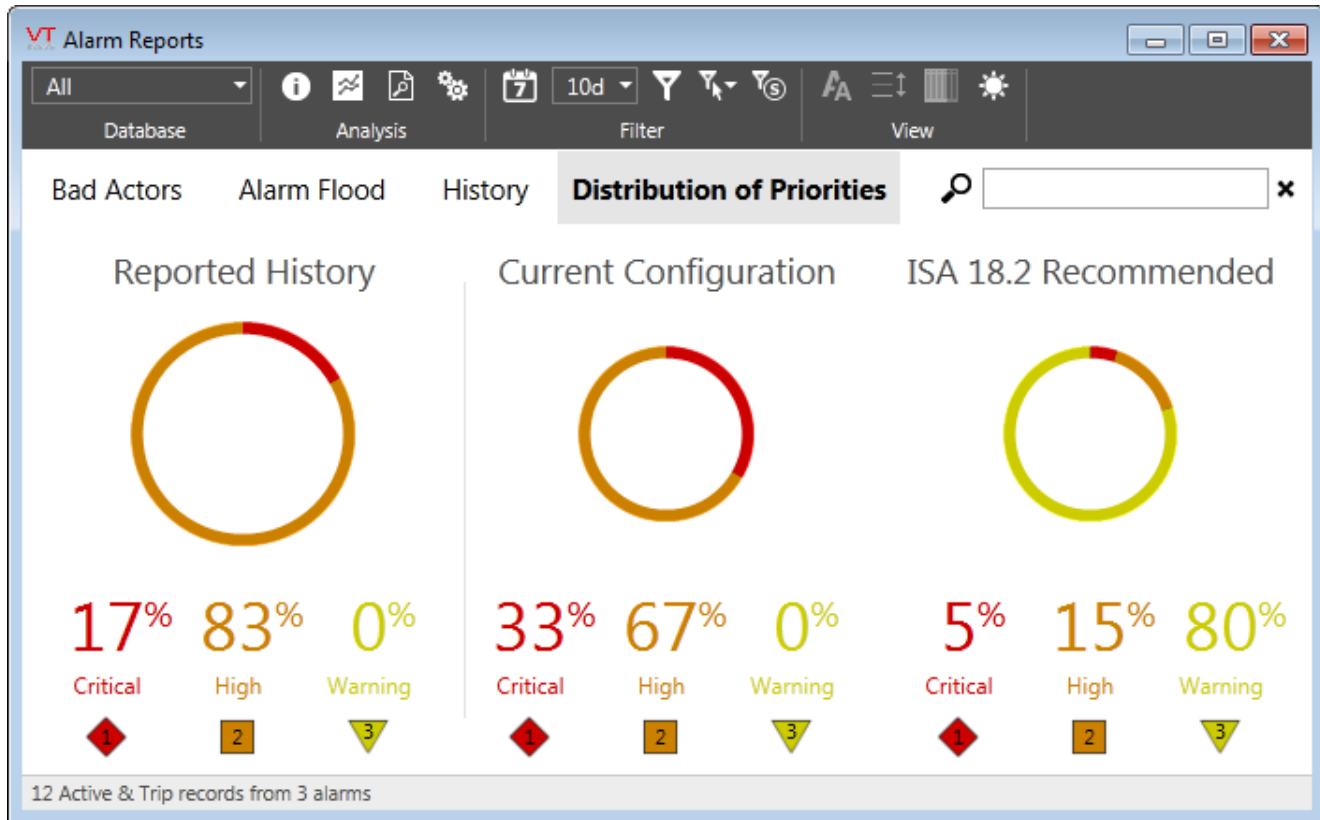 VT Alarm Reports
All 7 10d S A A
Database Analysis Filter View
Bad Actors Alarm Flood History Distribution of Priorities
Reported History Current Configuration ISA 18.2 Recommended
17% 83% 0% 33% 67% 0% 5% 15% 80%
Critical High Warning Critical High Warning Critical High Warning
1 2 3 1 2 3 1 2 3
12 Active & Trip records from 3 alarms